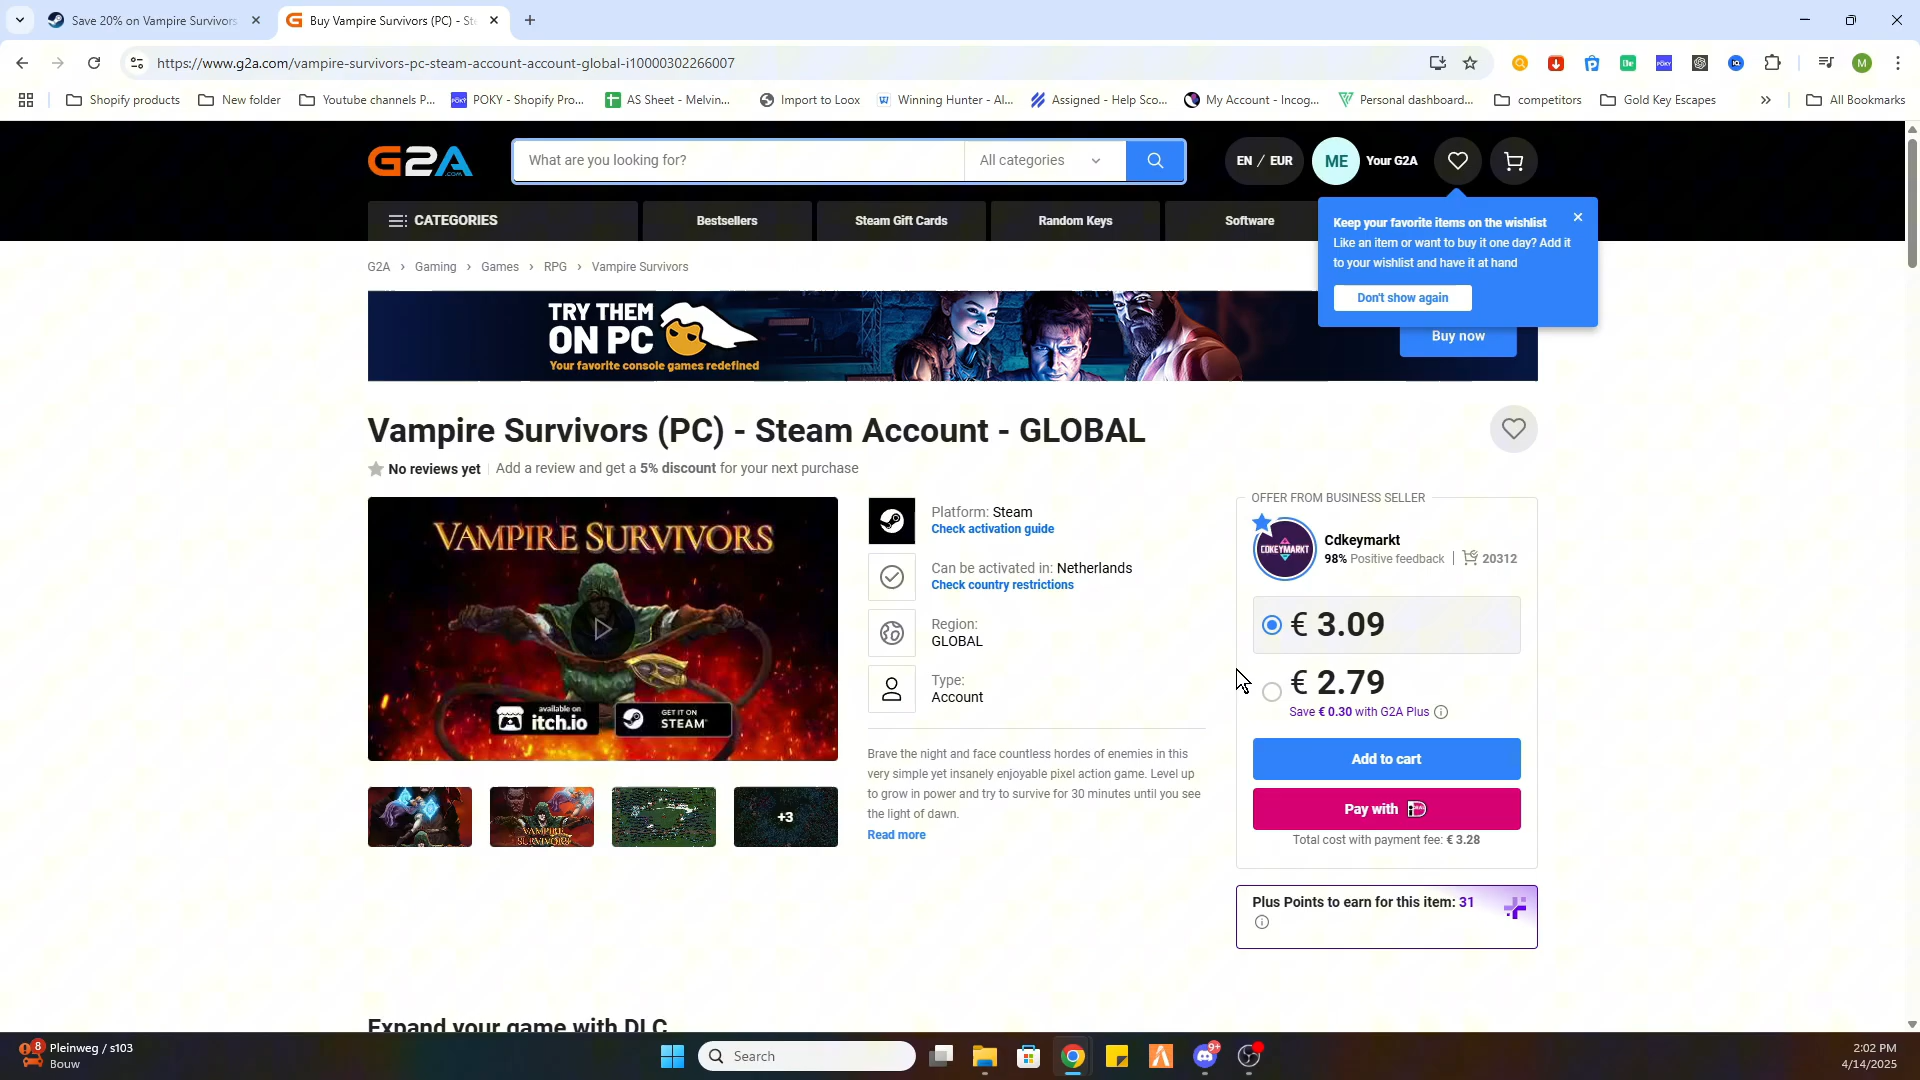 Save 20% on Vampire Survivors
Buy Vampire Survivors (PC) - St
https://www.g2a.com/vampire-survivors-pc-steam-account-account-global-i10000302266007
M
Shopify products
New folder
Youtube channels P...
POKY - Shopify Pro...
AS Sheet - Melvin...
Import to Loox
Winning Hunter - AI...
Assigned - Help Sco...
My Account - Incog...
Personal dashboard...
competitors
Gold Key Escapes
All Bookmarks
G2A.COM
What are you looking for?
All categories
EN / EUR
ME
Your G2A
CATEGORIES
Bestsellers
Steam Gift Cards
Random Keys
Software
Keep your favorite items on the wishlist
Like an item or want to buy it one day? Add it
to your wishlist and have it at hand
Don't show again
G2A > Gaming > Games > RPG > Vampire Survivors
TRY THEM
ON PC
Your favorite console games redefined
Buy now
Vampire Survivors (PC) - Steam Account - GLOBAL
No reviews yet
Add a review and get a 5% discount for your next purchase
VAMPIRE SURVIVORS
available on
itch.io
GET IT ON
STEAM
VAMPIRE
SURVIVORS
+3
Platform: Steam
Check activation guide
Can be activated in: Netherlands
Check country restrictions
Region:
GLOBAL
Type:
Account
Brave the night and face countless hordes of enemies in this
very simple yet insanely enjoyable pixel action game. Level up
to grow in power and try to survive for 30 minutes until you see
the light of dawn.
Read more
OFFER FROM BUSINESS SELLER
CDKEYMARKT
Cdkeymarkt
98% Positive feedback
20312
€ 3.09
€ 2.79
Save € 0.30 with G2A Plus
Add to cart
Pay with
Total cost with payment fee: € 3.28
Plus Points to earn for this item: 31
Expand your game with DLC
8
Pleinweg / s103
Bouw
Search
9+
2:02 PM
4/14/2025